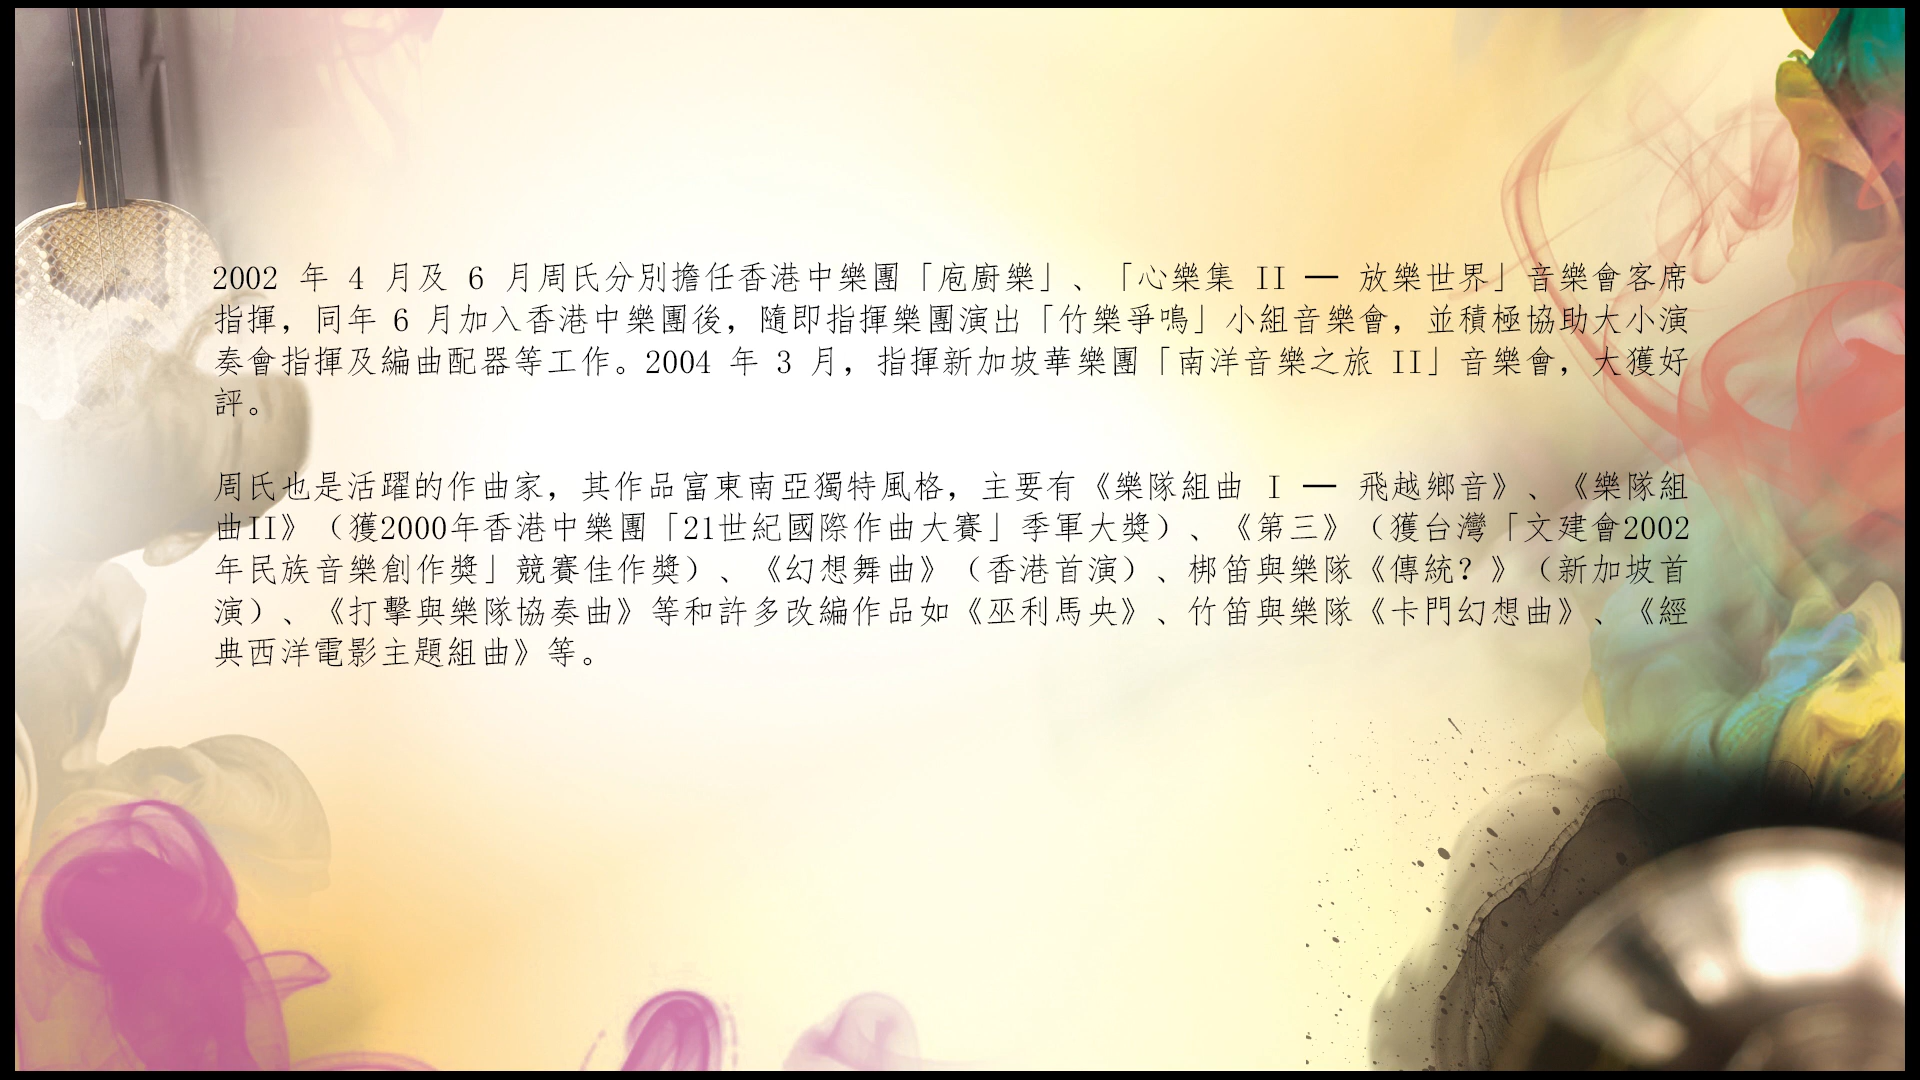 2002 年 4 月及 6 月周氏分別擔任香港中樂團「庖廚樂」、「心樂集 II — 放樂世界」音樂會客席
指揮，同年 6 月加入香港中樂團後，隨即指揮樂團演出「竹樂爭鳴」小組音樂會，並積極協助大小演
奏會指揮及編曲配器等工作。2004 年 3 月，指揮新加坡華樂團「南洋音樂之旅 II」音樂會，大獲好
評。
周氏也是活躍的作曲家，其作品富東南亞獨特風格，主要有《樂隊組曲 I — 飛越鄉音》、《樂隊組
曲II》（獲2000年香港中樂團「21世紀國際作曲大賽」季軍大獎）、《第三》（獲台灣「文建會2002
年民族音樂創作獎」競賽佳作獎）、《幻想舞曲》（香港首演）、梆笛與樂隊《傳統？》（新加坡首
演）、《打擊與樂隊協奏曲》等和許多改編作品如《巫利馬央》、竹笛與樂隊《卡門幻想曲》、《經
典西洋電影主題組曲》等。